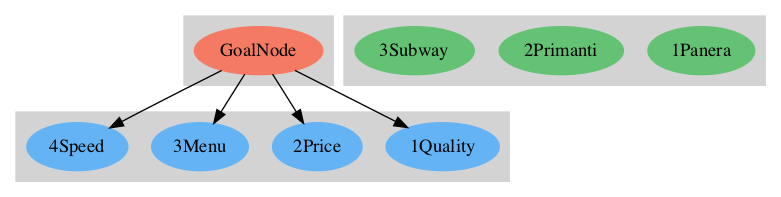 GoalNode
3Subway
2Primanti
1Panera
4Speed
3Menu
2Price
1Quality